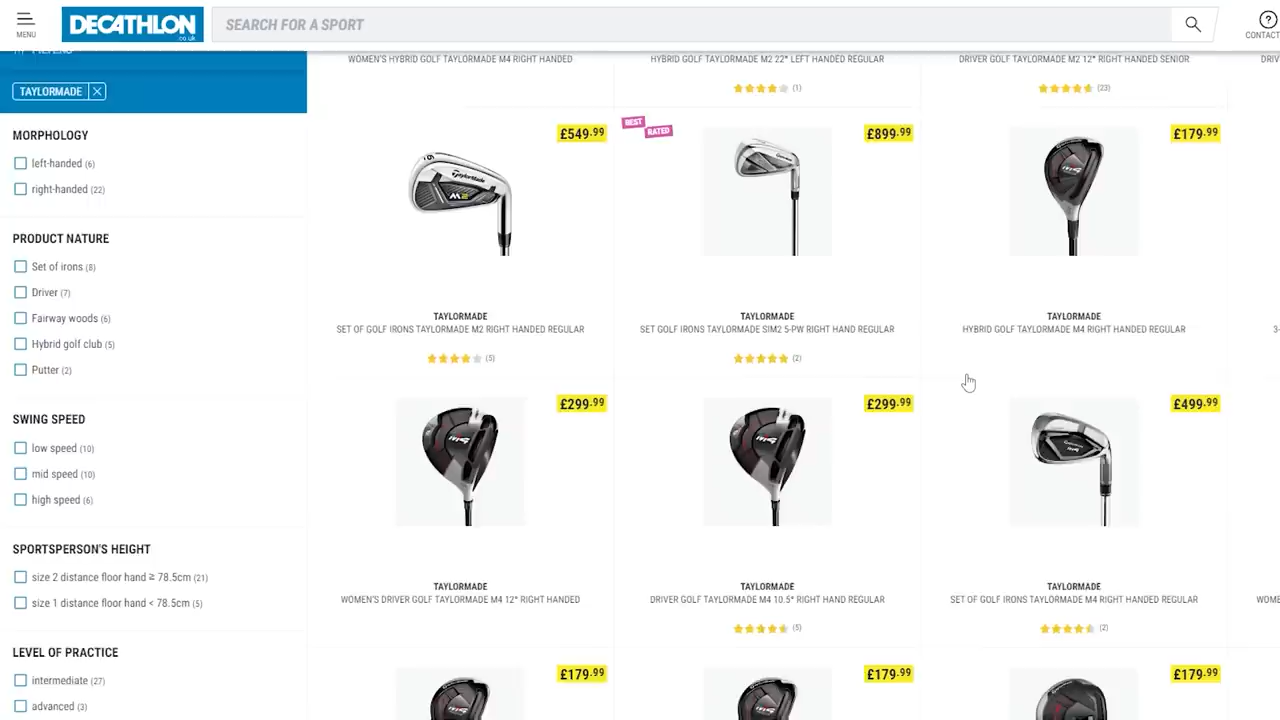 MENU
DECATHLON
.co.uk
SEARCH FOR A SPORT
CONTACT
TAYLORMADE
MORPHOLOGY
left-handed (6)
right-handed (22)
PRODUCT NATURE
Set of irons (8)
Driver (7)
Fairway woods (6)
Hybrid golf club (5)
Putter (2)
SWING SPEED
low speed (10)
mid speed (10)
high speed (6)
SPORTSPERSON'S HEIGHT
size 2 distance floor hand ≥ 78.5cm (21)
size 1 distance floor hand < 78.5cm (5)
LEVEL OF PRACTICE
intermediate (27)
advanced (3)
WOMEN'S HYBRID GOLF TAYLORMADE M4 RIGHT HANDED
HYBRID GOLF TAYLORMADE M2 22° LEFT HANDED REGULAR
(1)
DRIVER GOLF TAYLORMADE M2 12° RIGHT HANDED SENIOR
(23)
£549.99
TaylorMade
M2
TAYLORMADE
SET OF GOLF IRONS TAYLORMADE M2 RIGHT HANDED REGULAR
(5)
BEST
RATED
£899.99
TAYLORMADE
SET GOLF IRONS TAYLORMADE SIM2 5-PW RIGHT HAND REGULAR
(2)
£179.99
M4
TAYLORMADE
HYBRID GOLF TAYLORMADE M4 RIGHT HANDED REGULAR
3-
£299.99
M4
TAYLORMADE
WOMEN'S DRIVER GOLF TAYLORMADE M4 12° RIGHT HANDED
£299.99
M4
TAYLORMADE
DRIVER GOLF TAYLORMADE M4 10.5° RIGHT HAND REGULAR
(5)
£499.99
TAYLORMADE
SET OF GOLF IRONS TAYLORMADE M4 RIGHT HANDED REGULAR
(2)
WOME
£179.99
£179.99
£179.99